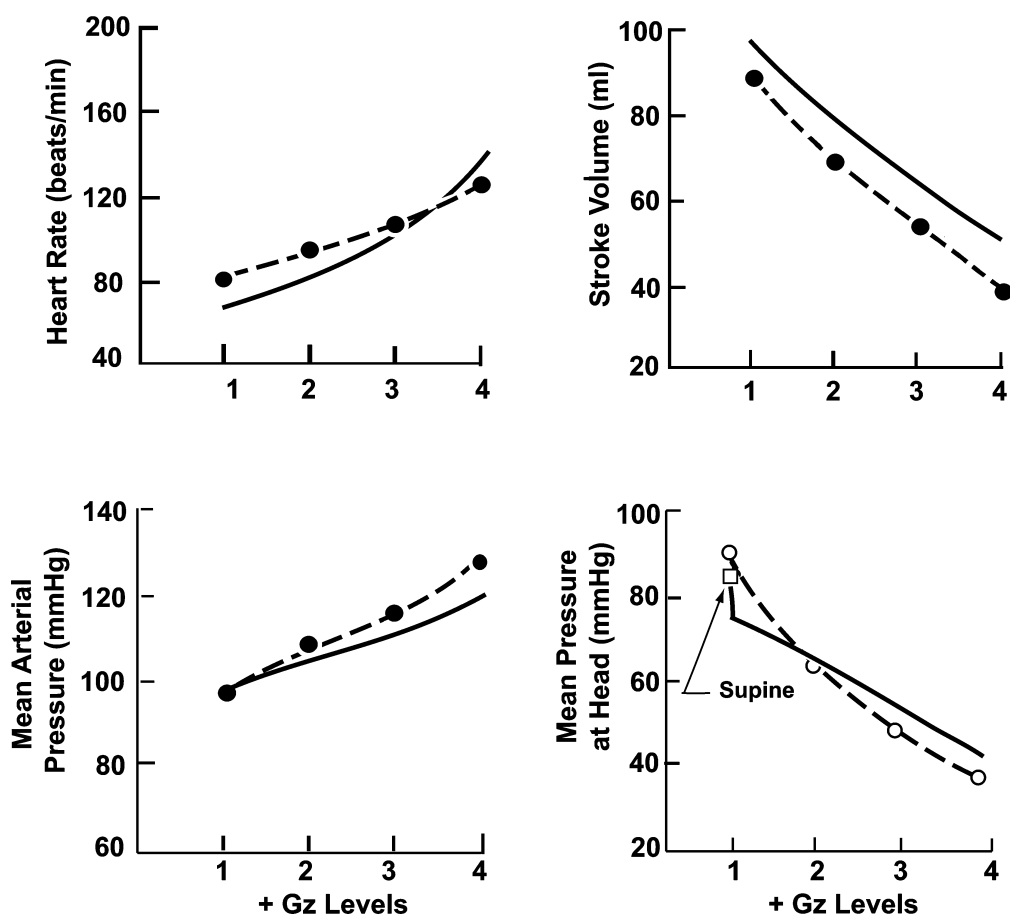 Heart Rate (beats/min)
200
160
120
80
40
1 2 3 4
Stroke Volume (ml)
100
80
60
40
20
1 2 3 4
Mean Arterial
Pressure (mmHg)
140
120
100
80
60
1 2 3 4
+ Gz Levels
Mean Pressure
at Head (mmHg)
100
80
60
40
20
Supine
1 2 3 4
+ Gz Levels